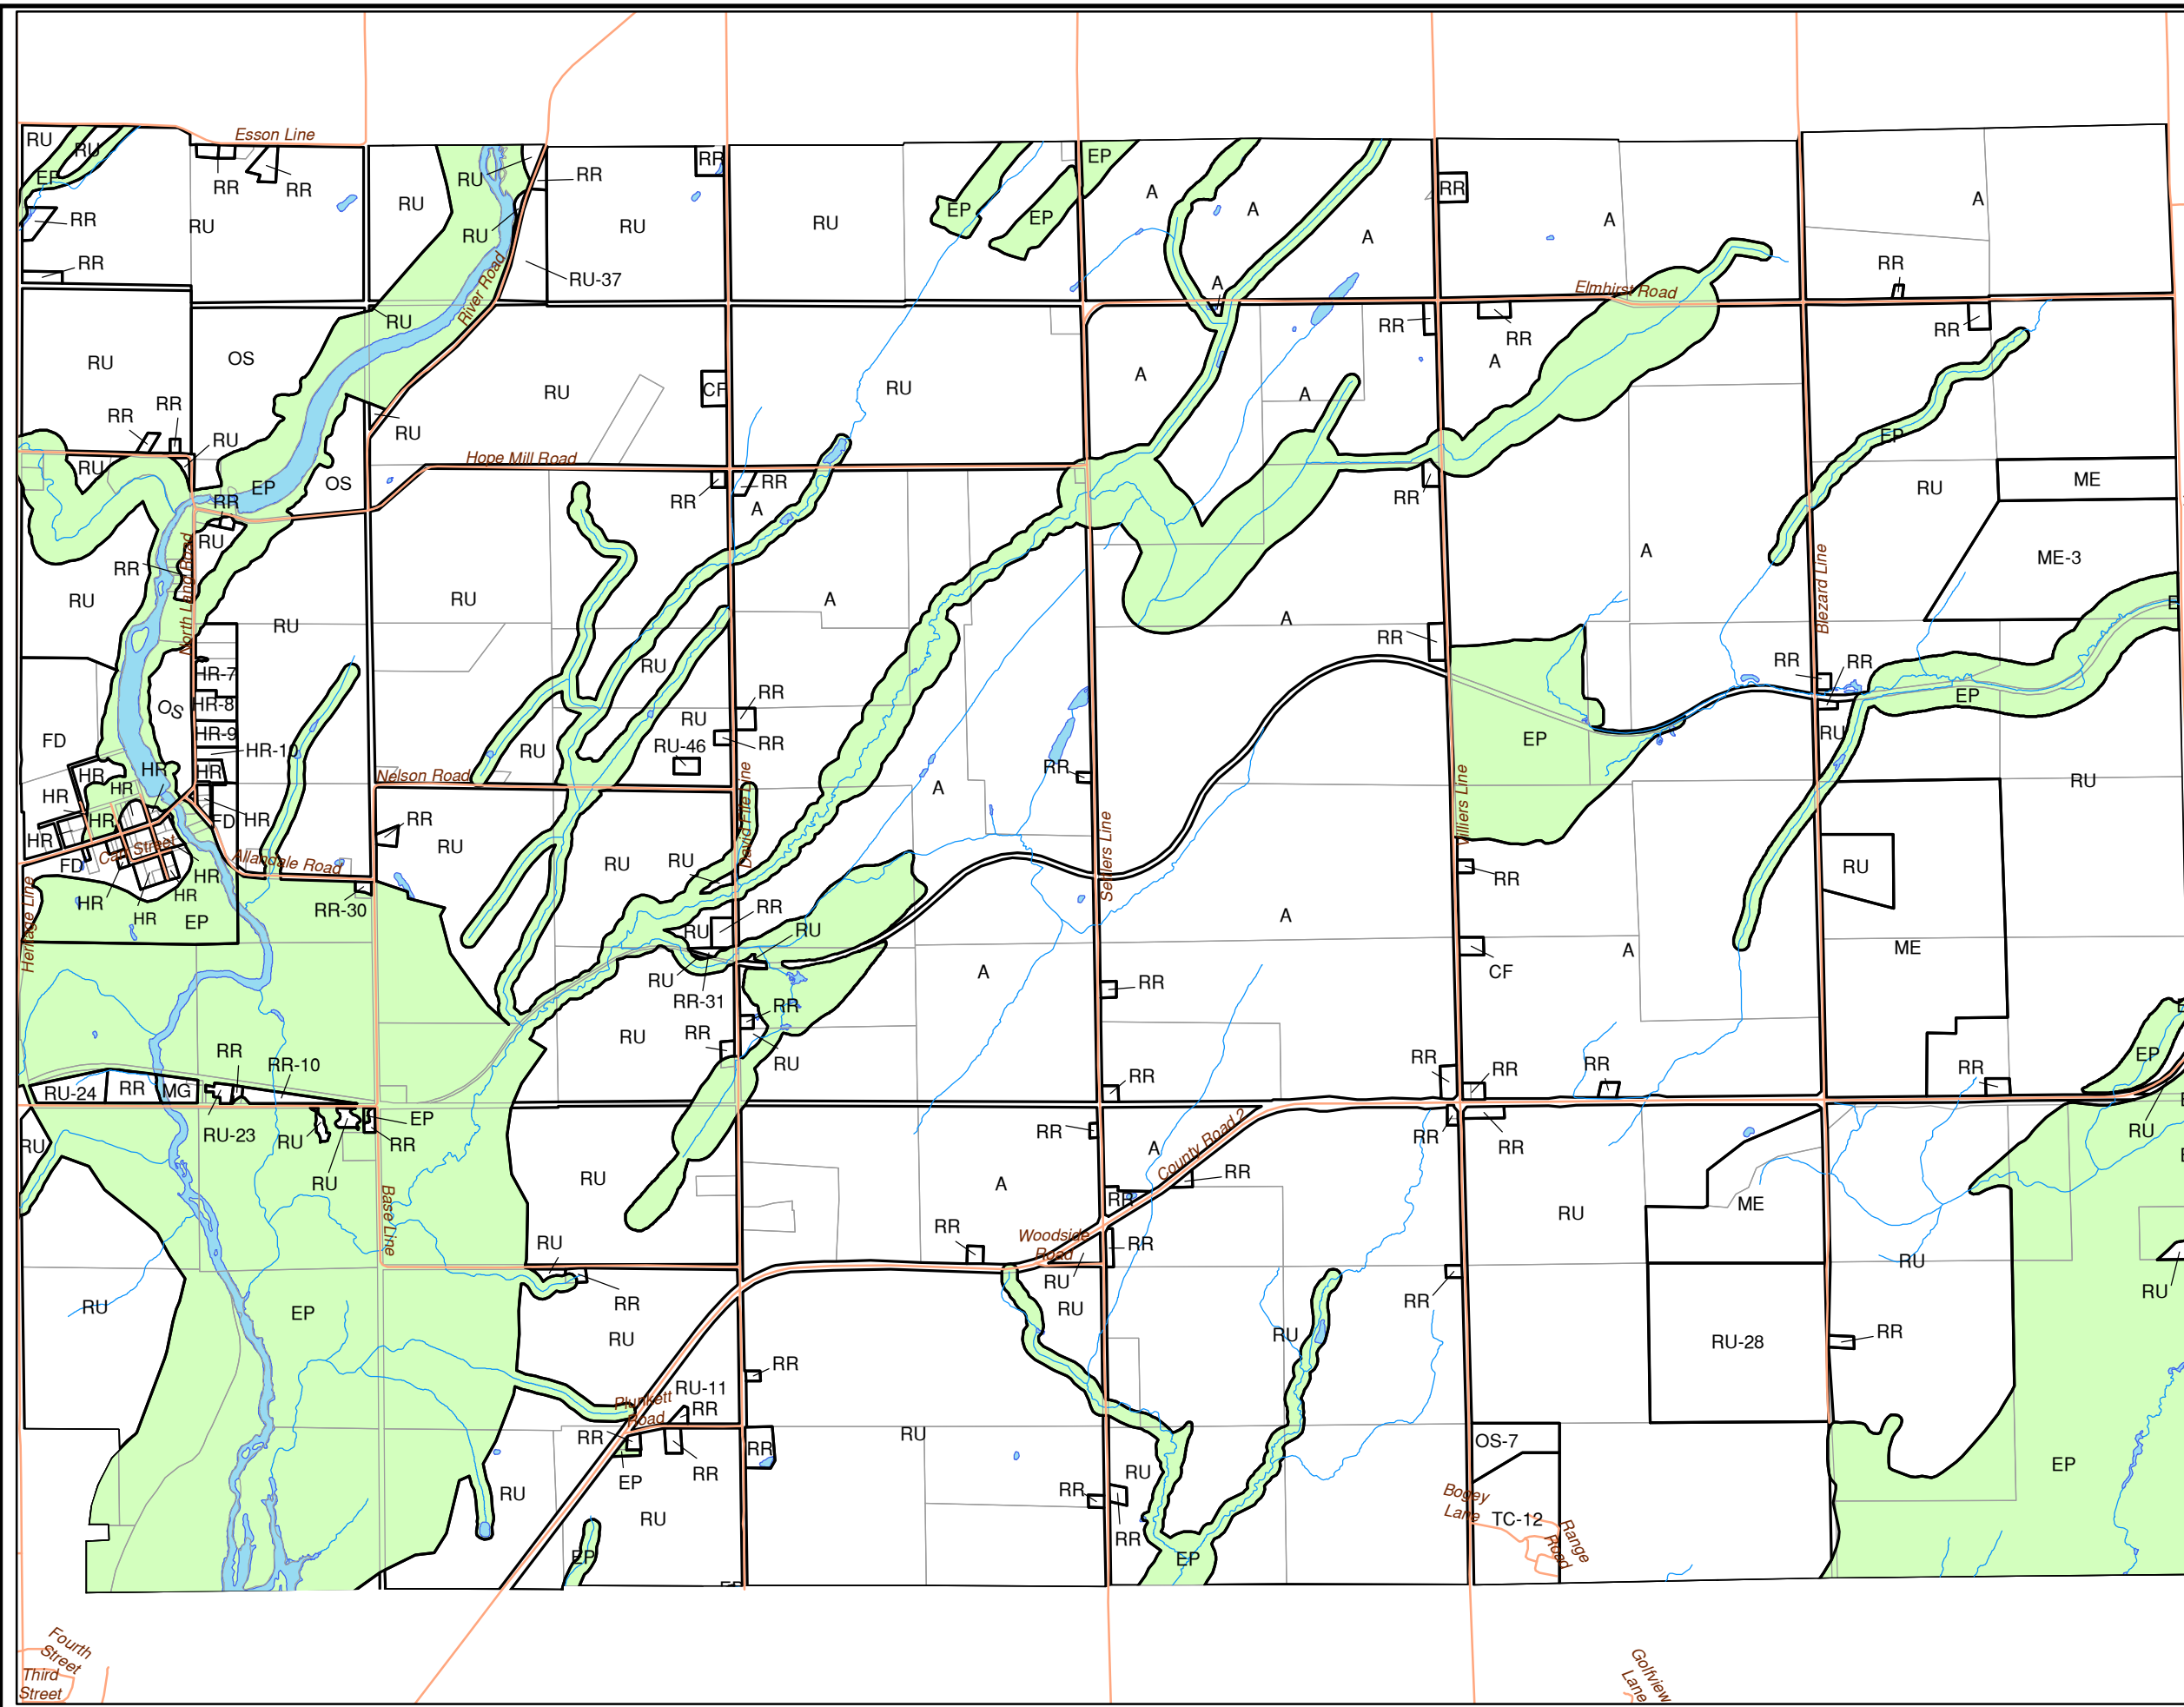 Esson Line
RU
RU
EP
RR
RR
RR
RU
RR
RU
RU
RU
RR
RU
RU-37
River Road
RR
RU
EP
EP
EP
A
A
A
A
RR
A
Elmhirst Road
A
RR
RR
RU
OS
RU
RR
RR
RU
RU
RU
CF
RU
A
A
RR
RR
A
EP
RU
ME
ME-3
Hope Mill Road
RU
EP
OS
RR
RU
RR
RU
North Land Road
RU
RU
RR
RR
A
A
A
RR
A
Blezard Line
RR
HR-7
HR-8
HR-9
HR-10
OS
FD
HR
HR
HR
HR
HR
HR
HR
FD
HR
FD
Carl Street
Allandale Road
HR
HR
HR
HR
EP
Heritage Line
RR-30
Nelson Road
RU
RU
RU
RU-46
RR
RR
David Fife Line
A
RR
Settlers Line
Villiers Line
EP
RR
RR
RU
EP
RU
RR
RU
RU
RU
RR
RU
RU
RU
RR-31
RR
RU
RR
RU
A
A
RR
CF
A
RU
ME
RR
RR
RR
RR
RR
RR
EP
RU-24
RR
MG
RR
RR-10
RU-23
RU
RU
EP
RR
RU
Base Line
RU
RU
RR
RR
A
A
County Road 2
RR
RR
RR
RR
RU
ME
RU
RU
RU
EP
RU
RU
RR
Woodside
Road
RR
RU
RU
RR
RU
RU-28
RR
RU-11
RR
Plunkett
Road
RR
EP
RR
RR
RR
RU
RU
RU
RU
RR
RR
EP
OS-7
TC-12
Bogey
Lane
Range
Road
EP
EP
Fourth
Street
Third
Street
Golfview
Lane